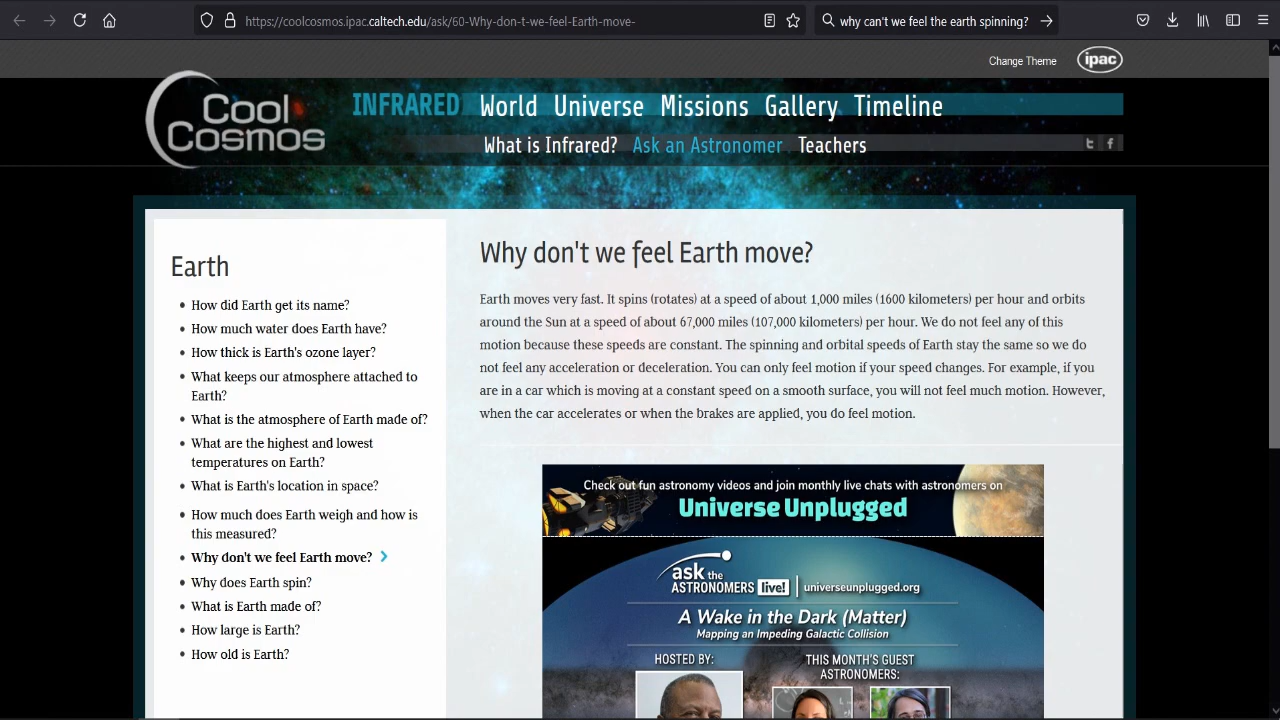 https://coolcosmos.ipac.caltech.edu/ask/60-Why-don-t-we-feel-Earth-move-
why can't we feel the earth spinning?
Change Theme
ipac
Cool
Cosmos
INFRARED World Universe Missions Gallery Timeline
What is Infrared? Ask an Astronomer Teachers
Earth
How did Earth get its name?
How much water does Earth have?
How thick is Earth's ozone layer?
What keeps our atmosphere attached to
Earth?
What is the atmosphere of Earth made of?
What are the highest and lowest
temperatures on Earth?
What is Earth's location in space?
How much does Earth weigh and how is
this measured?
Why don't we feel Earth move?
Why does Earth spin?
What is Earth made of?
How large is Earth?
How old is Earth?
Why don't we feel Earth move?
Earth moves very fast. It spins (rotates) at a speed of about 1,000 miles (1600 kilometers) per hour and orbits
around the Sun at a speed of about 67,000 miles (107,000 kilometers) per hour. We do not feel any of this
motion because these speeds are constant. The spinning and orbital speeds of Earth stay the same so we do
not feel any acceleration or deceleration. You can only feel motion if your speed changes. For example, if you
are in a car which is moving at a constant speed on a smooth surface, you will not feel much motion. However,
when the car accelerates or when the brakes are applied, you do feel motion.
Check out fun astronomy videos and join monthly live chats with astronomers on
Universe Unplugged
ask the
ASTRONOMERS live!
universeunplugged.org
A Wake in the Dark (Matter)
Mapping an Impeding Galactic Collision
HOSTED BY:
THIS MONTH'S GUEST
ASTRONOMERS: